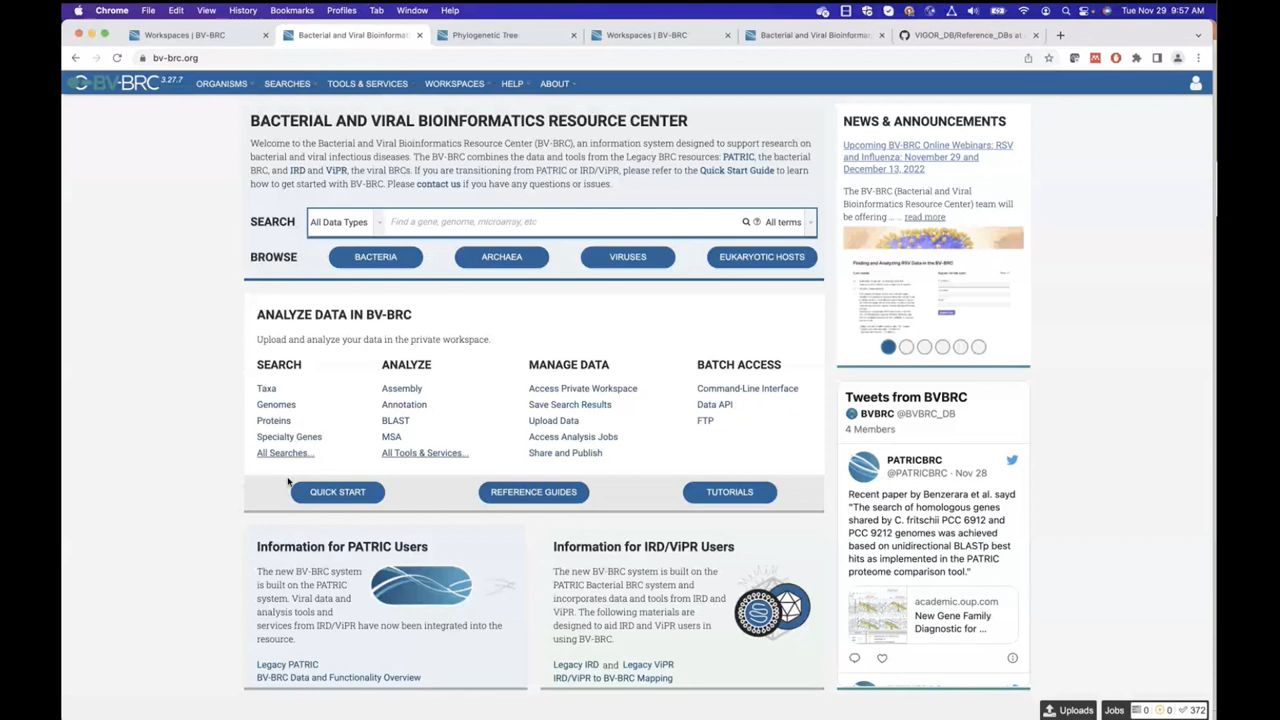 Chrome File Edit View History Bookmarks Profiles Tab Window Help Tue Nov 29 9:57 AM
Workspaces | BV-BRC Bacterial and Viral Bioinformat Phylogenetic Tree Workspaces | BV-BRC Bacterial and Viral Bioinforma VIGOR_DB/Reference_DBs at
bv-brc.org
BV-BRC 3.27.7 ORGANISMS SEARCHES TOOLS & SERVICES WORKSPACES HELP ABOUT
BACTERIAL AND VIRAL BIOINFORMATICS RESOURCE CENTER
Welcome to the Bacterial and Viral Bioinformatics Resource Center (BV-BRC), an information system designed to support research on
bacterial and viral infectious diseases. The BV-BRC combines the data and tools from the Legacy BRC resources: PATRIC, the bacterial
BRC, and IRD and ViPR, the viral BRCs. If you are transitioning from PATRIC or IRD/ViPR, please refer to the Quick Start Guide to learn
how to get started with BV-BRC. Please contact us if you have any questions or issues.
SEARCH All Data Types Find a gene, genome, microarray, etc All terms
BROWSE BACTERIA ARCHAEA VIRUSES EUKARYOTIC HOSTS
ANALYZE DATA IN BV-BRC
Upload and analyze your data in the private workspace.
SEARCH ANALYZE MANAGE DATA BATCH ACCESS
Taxa Assembly Access Private Workspace Command-Line Interface
Genomes Annotation Save Search Results Data API
Proteins BLAST Upload Data FTP
Specialty Genes MSA Access Analysis Jobs
All Searches... All Tools & Services... Share and Publish
QUICK START REFERENCE GUIDES TUTORIALS
Information for PATRIC Users
The new BV-BRC system
is built on the PATRIC
system. Viral data and
analysis tools and
services from IRD/ViPR have now been integrated into the
resource.
Legacy PATRIC
BV-BRC Data and Functionality Overview
Information for IRD/ViPR Users
The new BV-BRC system is built on the
PATRIC Bacterial BRC system and
incorporates data and tools from IRD and
ViPR. The following materials are
designed to aid IRD and ViPR users in
using BV-BRC.
Legacy IRD and Legacy ViPR
IRD/ViPR to BV-BRC Mapping
NEWS & ANNOUNCEMENTS
Upcoming BV-BRC Online Webinars: RSV
and Influenza: November 29 and
December 13, 2022
The BV-BRC (Bacterial and Viral
Bioinformatics Resource Center) team will
be offering ... ... read more
Finding and Analyzing RSV Data in the BV-BRC
Tweets from BVBRC
BVBRC @BVBRC_DB
4 Members
PATRICBRC
@PATRICBRC · Nov 28
Recent paper by Benzerara et al. sayd
"The search of homologous genes
shared by C. fritschii PCC 6912 and
PCC 9212 genomes was achieved
based on unidirectional BLASTp best
hits as implemented in the PATRIC
proteome comparison tool."
academic.oup.com
New Gene Family
Diagnostic for ...
Uploads Jobs 0 0 372